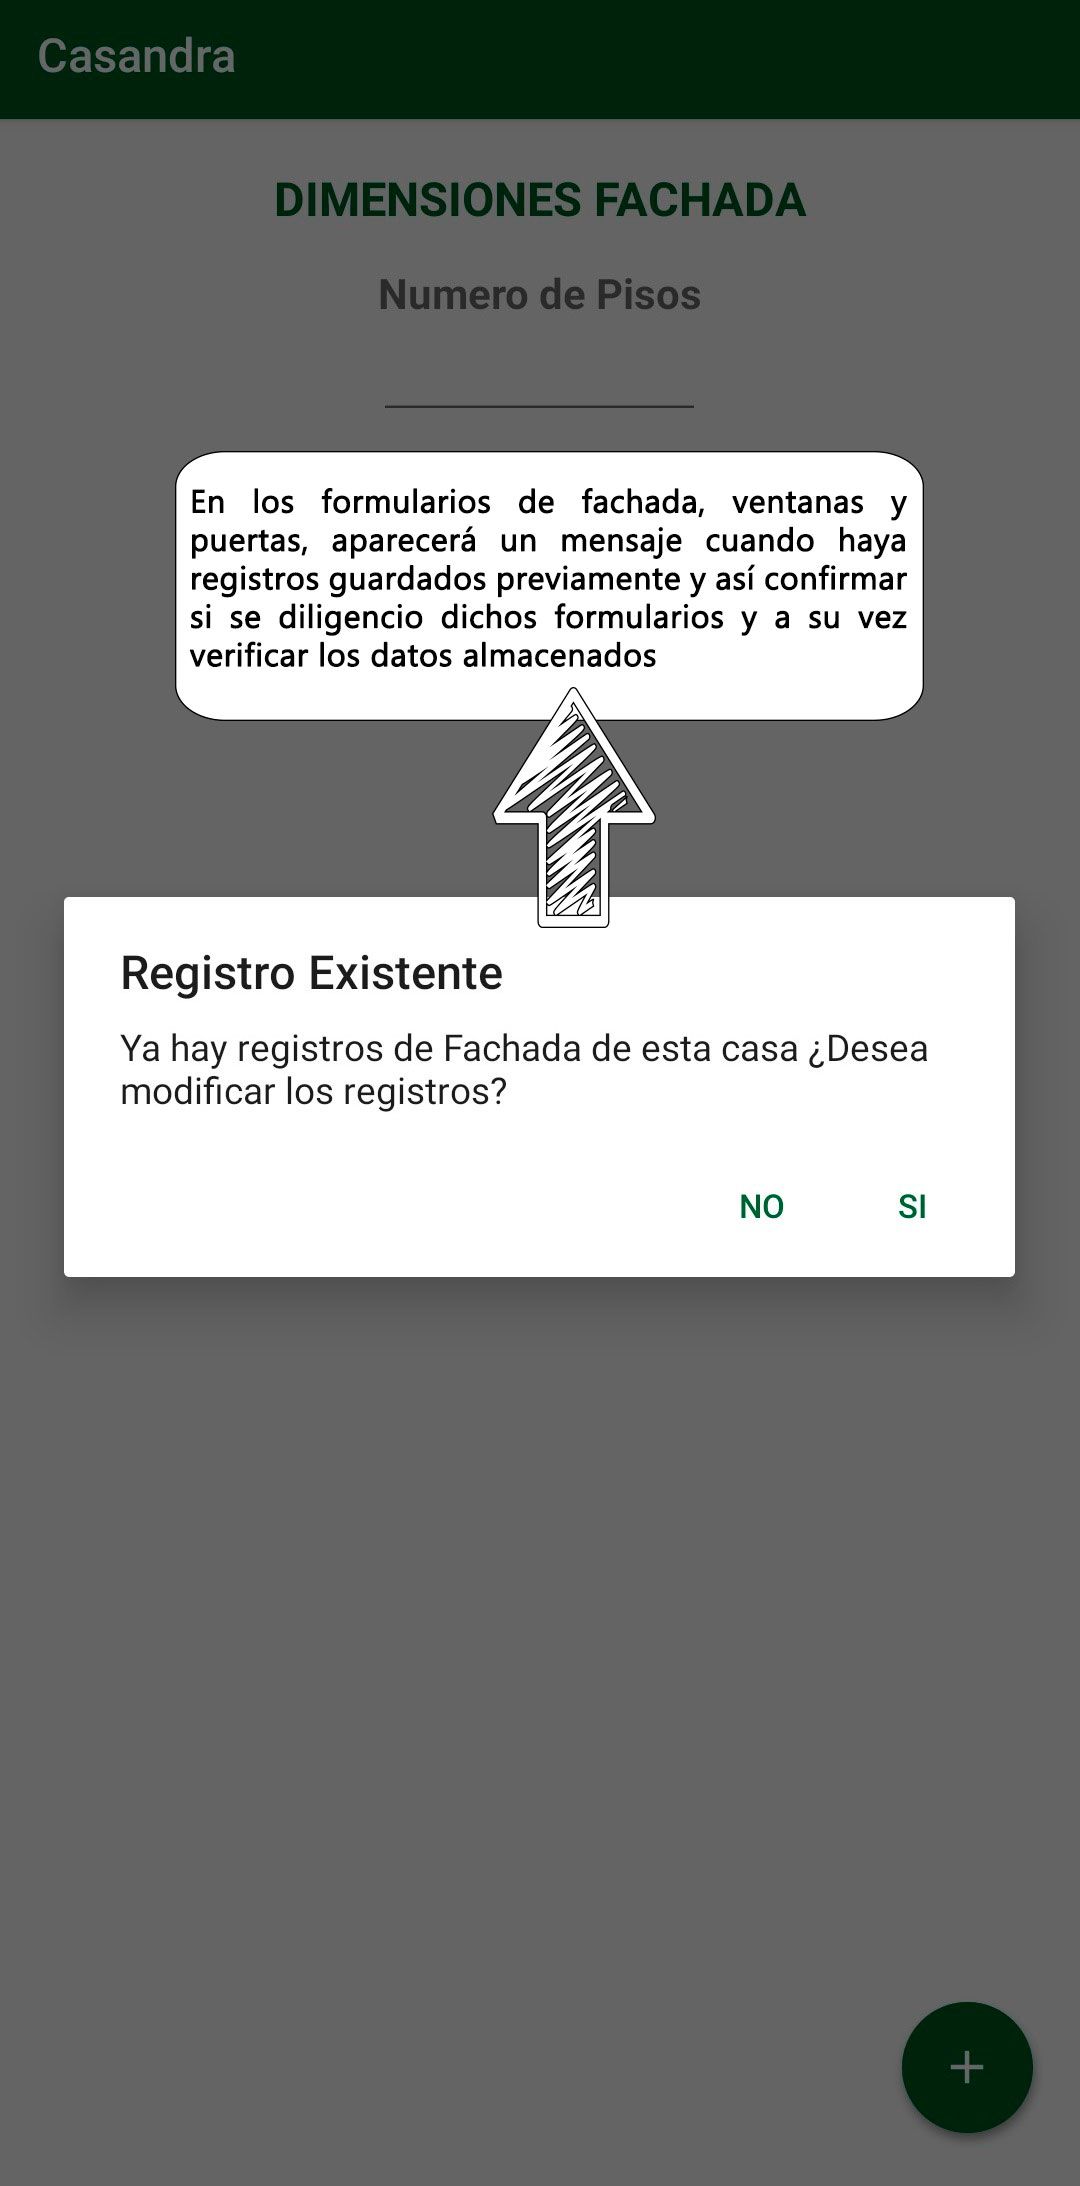 Casandra
DIMENSIONES FACHADA
Numero de Pisos
En los formularios de fachada, ventanas y
puertas, aparecerá un mensaje cuando haya
registros guardados previamente y así confirmar
si se diligencio dichos formularios y a su vez
verificar los datos almacenados
Registro Existente
Ya hay registros de Fachada de esta casa ¿Desea
modificar los registros?
NO SI
+